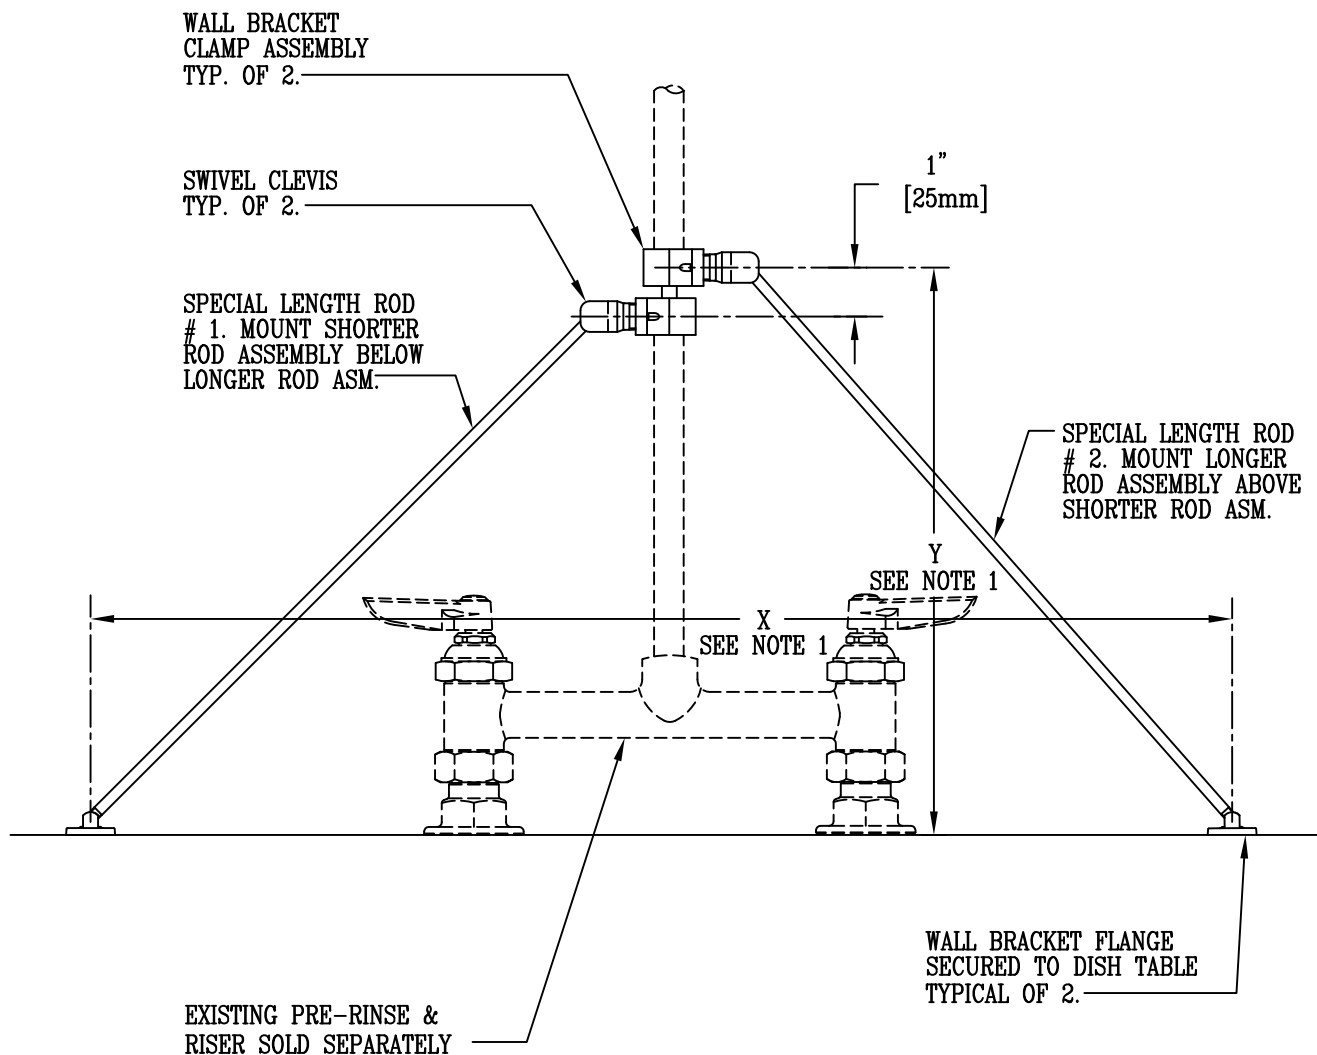 WALL BRACKET
CLAMP ASSEMBLY
TYP. OF 2.
SWIVEL CLEVIS
TYP. OF 2.
1"
[25mm]
SPECIAL LENGTH ROD
# 1. MOUNT SHORTER
ROD ASSEMBLY BELOW
LONGER ROD ASM.
SPECIAL LENGTH ROD
# 2. MOUNT LONGER
ROD ASSEMBLY ABOVE
SHORTER ROD ASM.
Y
SEE NOTE 1
X
SEE NOTE 1
WALL BRACKET FLANGE
SECURED TO DISH TABLE
TYPICAL OF 2.
EXISTING PRE-RINSE &
RISER SOLD SEPARATELY